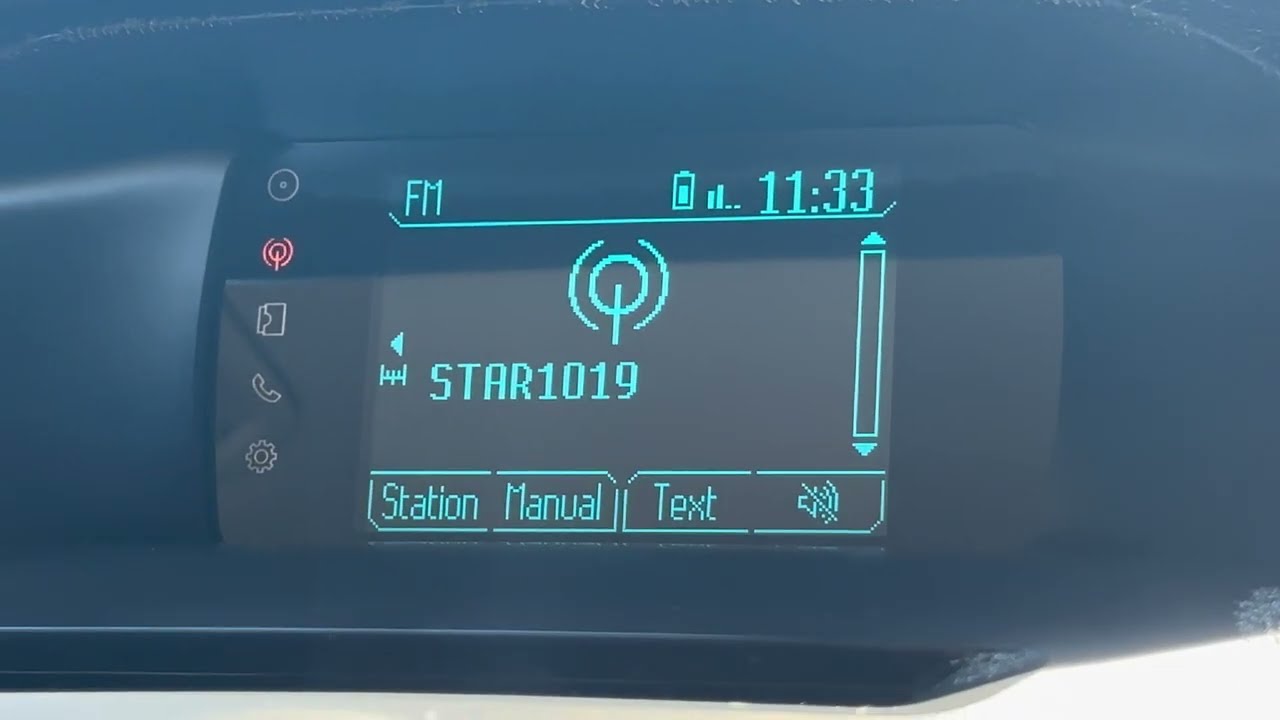 FM 11:33
STAR1019
Station Manual Text